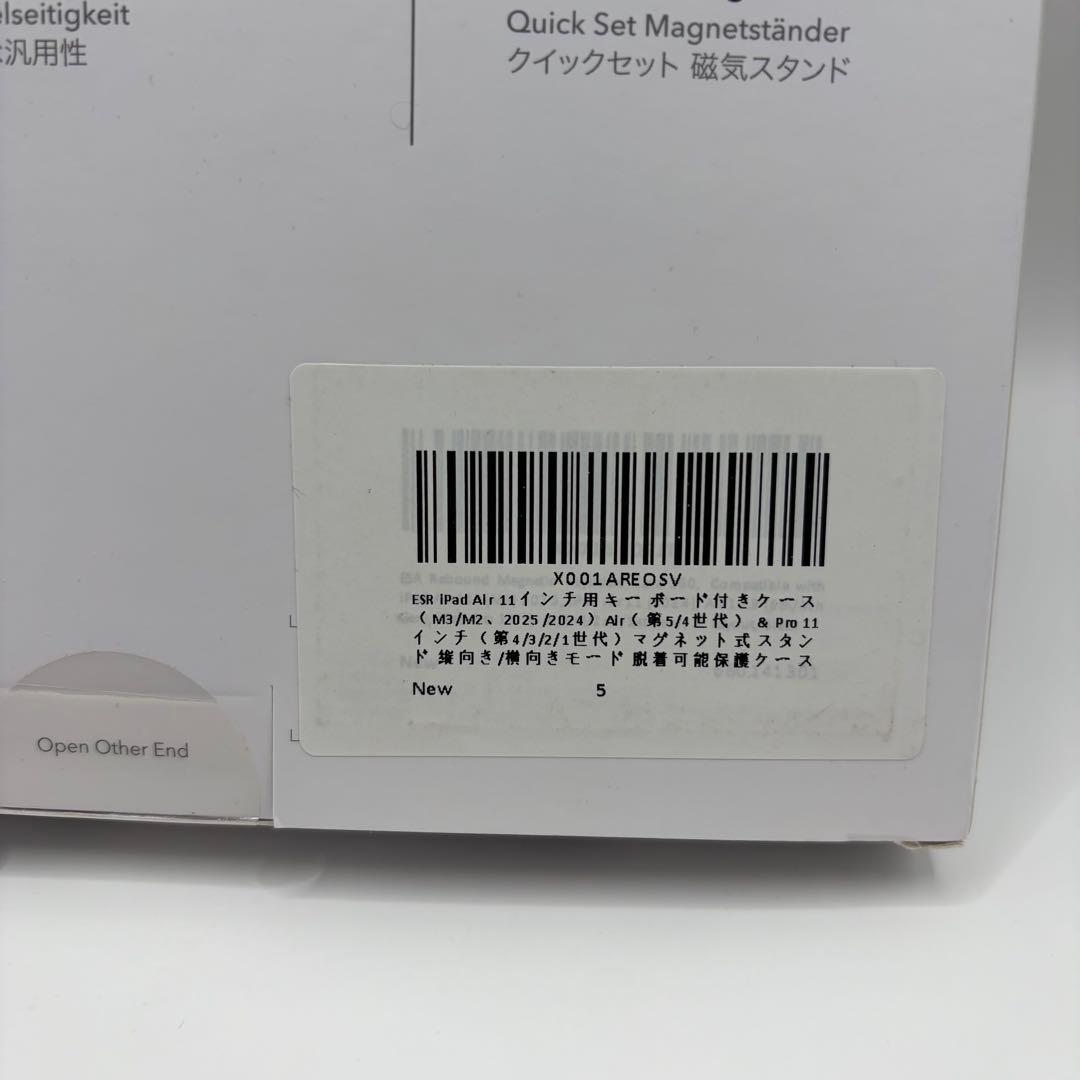 elseitigkeit
汎用性
Quick Set Magnetständer
クイックセット 磁気スタンド
X001AREOSV
ESR iPad Air 11インチ用キーボード付きケース
(M3/M2、2025/2024)Air(第5/4世代) & Pro 11
インチ(第4/3/2/1世代)マグネット式スタン
ド 縦向き/横向きモード 脱着可能保護ケース
New 5
Open Other End